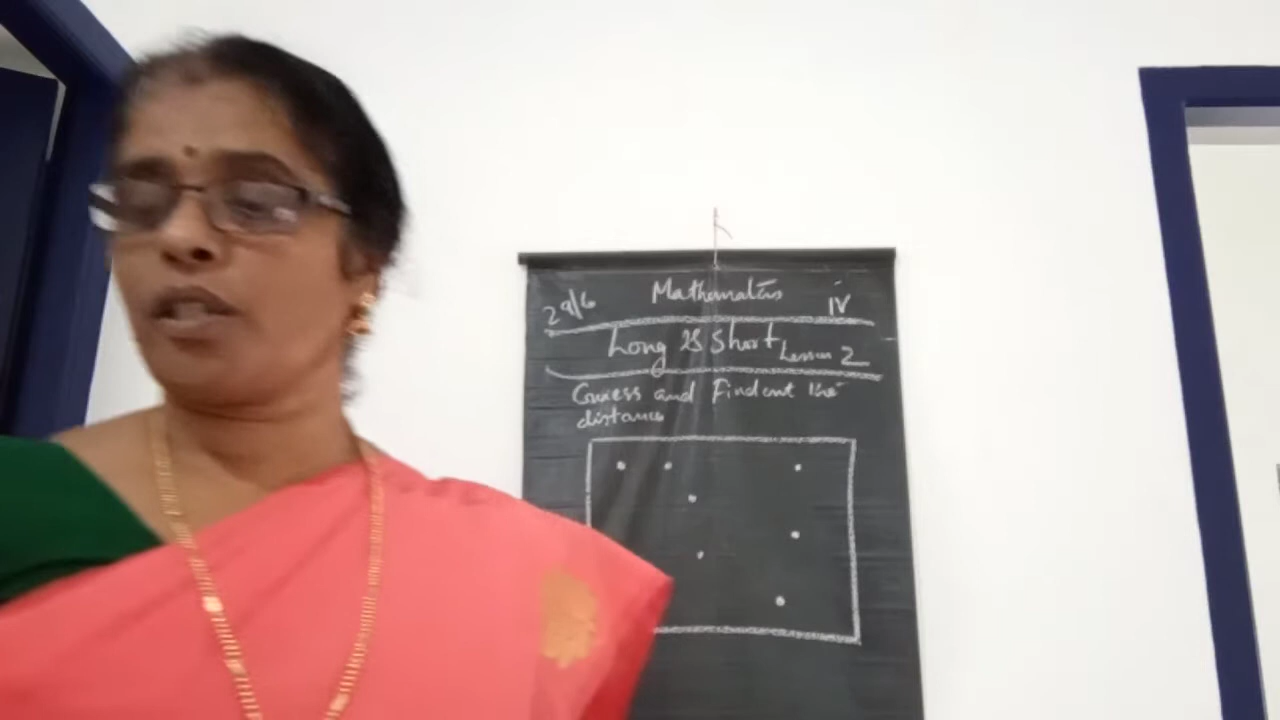 29/6 Mathematics IV
Long & Short Lesson 2
Guess and Find out the
distance